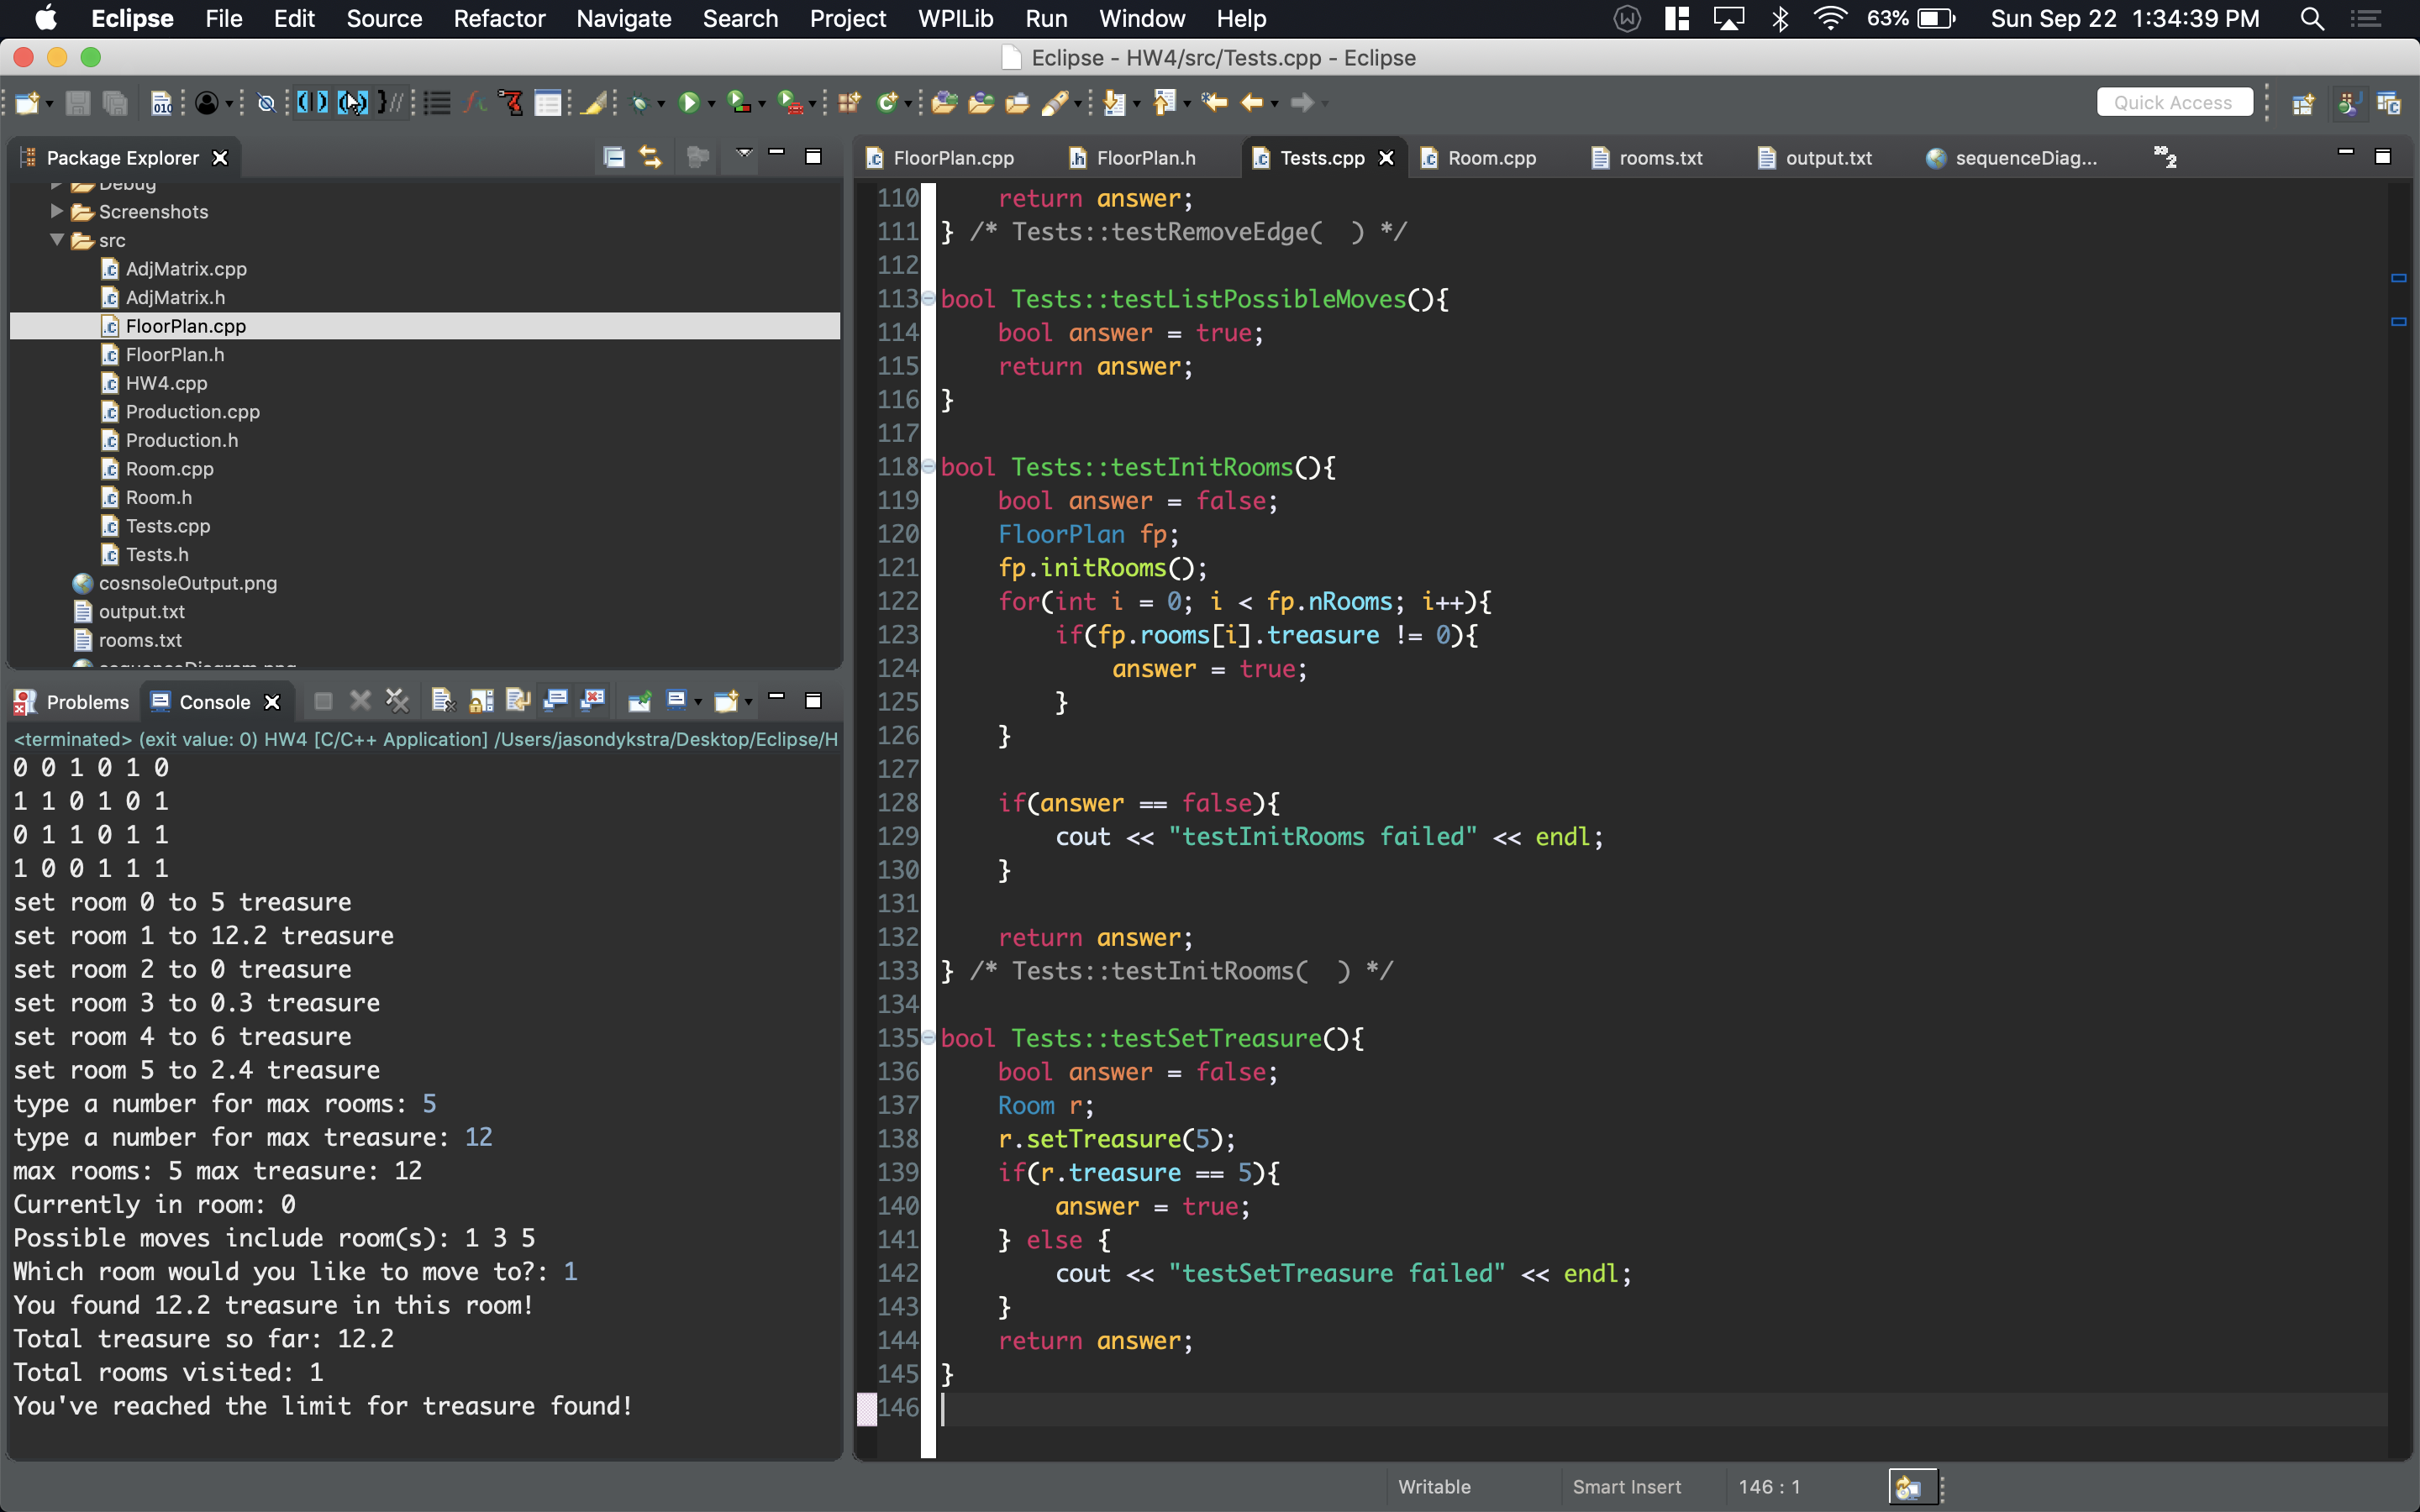 Eclipse File Edit Source Refactor Navigate Search Project WPILib Run Window Help 63% Sun Sep 22 1:34:39 PM
Eclipse - HW4/src/Tests.cpp - Eclipse
Quick Access
Package Explorer
Debug
Screenshots
src
AdjMatrix.cpp
AdjMatrix.h
FloorPlan.cpp
FloorPlan.h
HW4.cpp
Production.cpp
Production.h
Room.cpp
Room.h
Tests.cpp
Tests.h
cosnsoleOutput.png
output.txt
rooms.txt
sequenceDiagram.png
Problems Console
<terminated> (exit value: 0) HW4 [C/C++ Application] /Users/jasondykstra/Desktop/Eclipse/H
0 0 1 0 1 0
1 1 0 1 0 1
0 1 1 0 1 1
1 0 0 1 1 1
set room 0 to 5 treasure
set room 1 to 12.2 treasure
set room 2 to 0 treasure
set room 3 to 0.3 treasure
set room 4 to 6 treasure
set room 5 to 2.4 treasure
type a number for max rooms: 5
type a number for max treasure: 12
max rooms: 5 max treasure: 12
Currently in room: 0
Possible moves include room(s): 1 3 5
Which room would you like to move to?: 1
You found 12.2 treasure in this room!
Total treasure so far: 12.2
Total rooms visited: 1
You've reached the limit for treasure found!
FloorPlan.cpp FloorPlan.h Tests.cpp Room.cpp rooms.txt output.txt sequenceDiag... 2
110     return answer;
111 } /* Tests::testRemoveEdge(  ) */
112
113 bool Tests::testListPossibleMoves(){
114     bool answer = true;
115     return answer;
116 }
117
118 bool Tests::testInitRooms(){
119     bool answer = false;
120     FloorPlan fp;
121     fp.initRooms();
122     for(int i = 0; i < fp.nRooms; i++){
123         if(fp.rooms[i].treasure != 0){
124             answer = true;
125         }
126     }
127
128     if(answer == false){
129         cout << "testInitRooms failed" << endl;
130     }
131
132     return answer;
133 } /* Tests::testInitRooms(  ) */
134
135 bool Tests::testSetTreasure(){
136     bool answer = false;
137     Room r;
138     r.setTreasure(5);
139     if(r.treasure == 5){
140         answer = true;
141     } else {
142         cout << "testSetTreasure failed" << endl;
143     }
144     return answer;
145 }
146
Writable Smart Insert 146 : 1